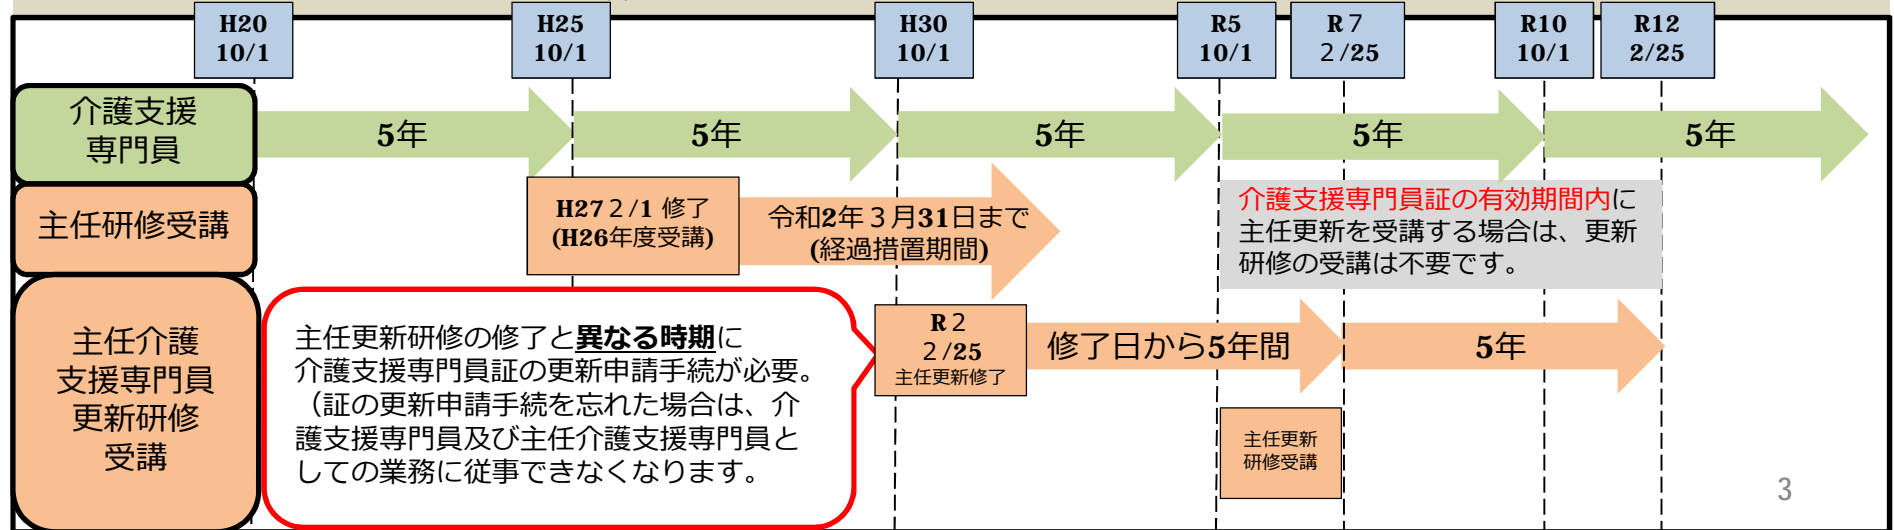 H20
10/1
H25
10/1
H30
10/1
R5
10/1
R７
２/25
R10
10/1
R12
2/25
介護支援
専門員
5年
5年
5年
5年
5年
主任研修受講
H27２/1 修了
(H26年度受講)
令和2年３月31日まで
(経過措置期間)
介護支援専門員証の有効期間内に
主任更新を受講する場合は、更新
研修の受講は不要です。
主任介護
支援専門員
更新研修
受講
主任更新研修の修了と異なる時期に
介護支援専門員証の更新申請手続が必要。
（証の更新申請手続を忘れた場合は、介
護支援専門員及び主任介護支援専門員と
しての業務に従事できなくなります。
R２
２/25
主任更新修了
修了日から5年間
5年
主任更新
研修受講
3